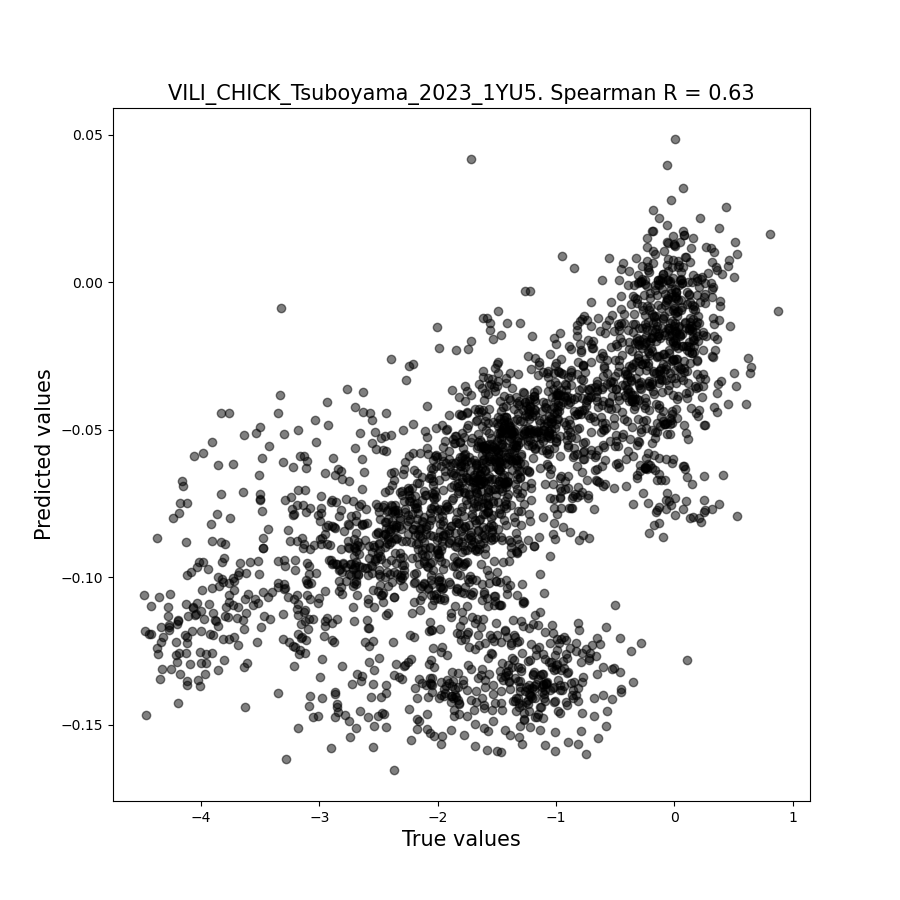 VILI_CHICK_Tsuboyama_2023_1YU5. Spearman R = 0.63
Predicted values
0.05
0.00
−0.05
−0.10
−0.15
−4 −3 −2 −1 0 1
True values